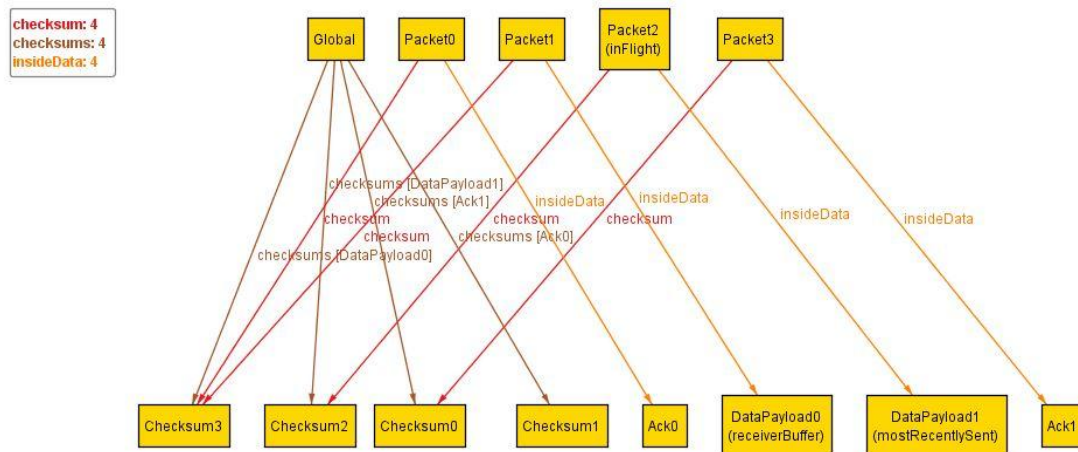 checksum: 4
checksums: 4
insideData: 4
Global
Packet0
Packet1
Packet2
(inFlight)
Packet3
checksums [DataPayload1]
checksums [Ack1]
insideData
insideData
checksum
checksum
checksum
insideData
insideData
checksum
checksums [Ack0]
checksums [DataPayload0]
Checksum3
Checksum2
Checksum0
Checksum1
Ack0
DataPayload0
(receiverBuffer)
DataPayload1
(mostRecentlySent)
Ack1